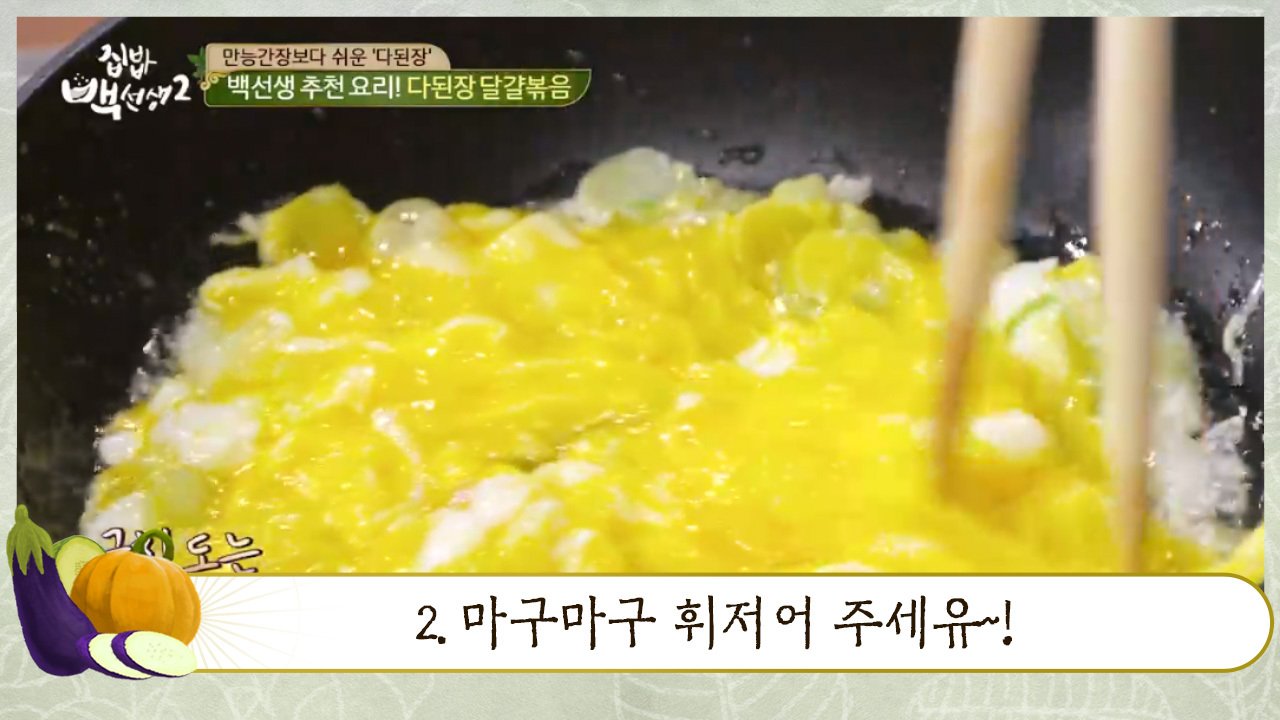 집밥
백선생2
만능간장보다 쉬운 '다된장'
백선생 추천 요리! 다된장 달걀볶음
도는
2. 마구마구 휘저어 주세유~!